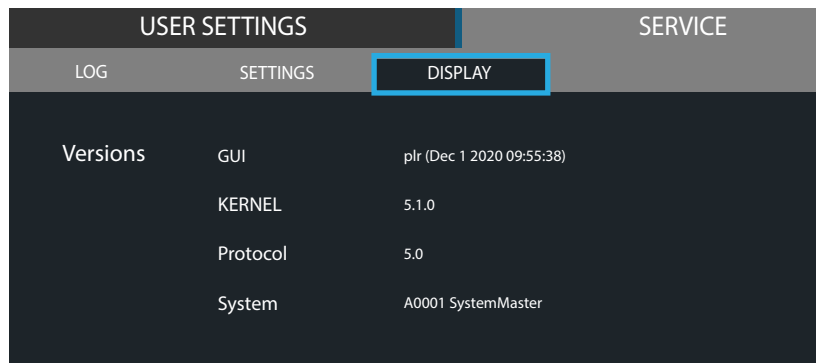 USER SETTINGS SERVICE
LOG SETTINGS DISPLAY
Versions GUI plr (Dec 1 2020 09:55:38)
KERNEL 5.1.0
Protocol 5.0
System A0001 SystemMaster